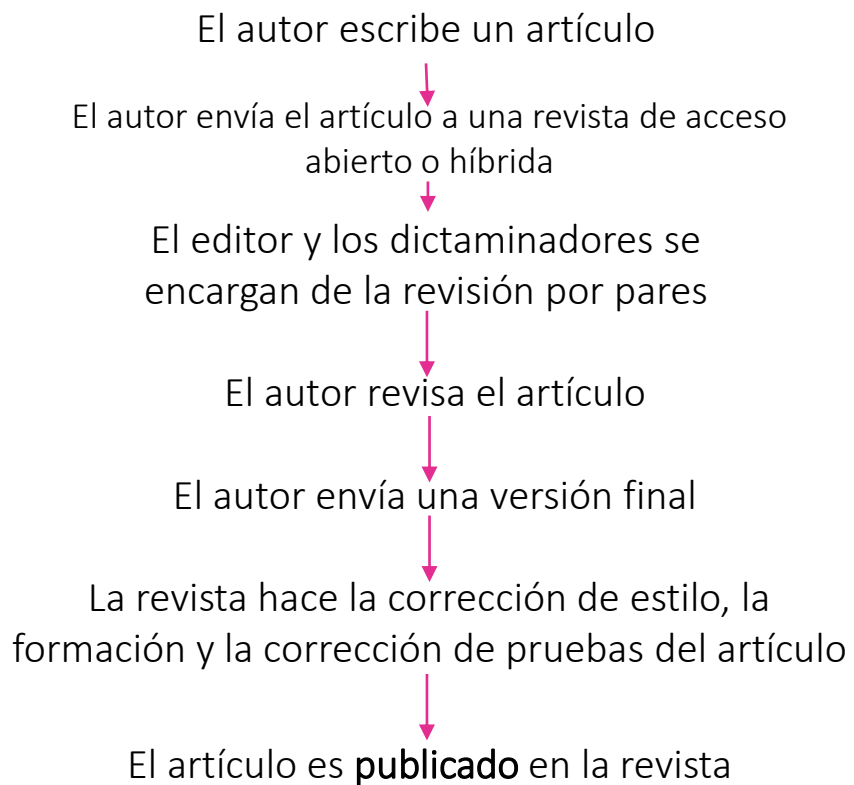 El autor escribe un artículo
El autor envía el artículo a una revista de acceso
abierto o híbrida
El editor y los dictaminadores se
encargan de la revisión por pares
El autor revisa el artículo
El autor envía una versión final
La revista hace la corrección de estilo, la
formación y la corrección de pruebas del artículo
El artículo es publicado en la revista